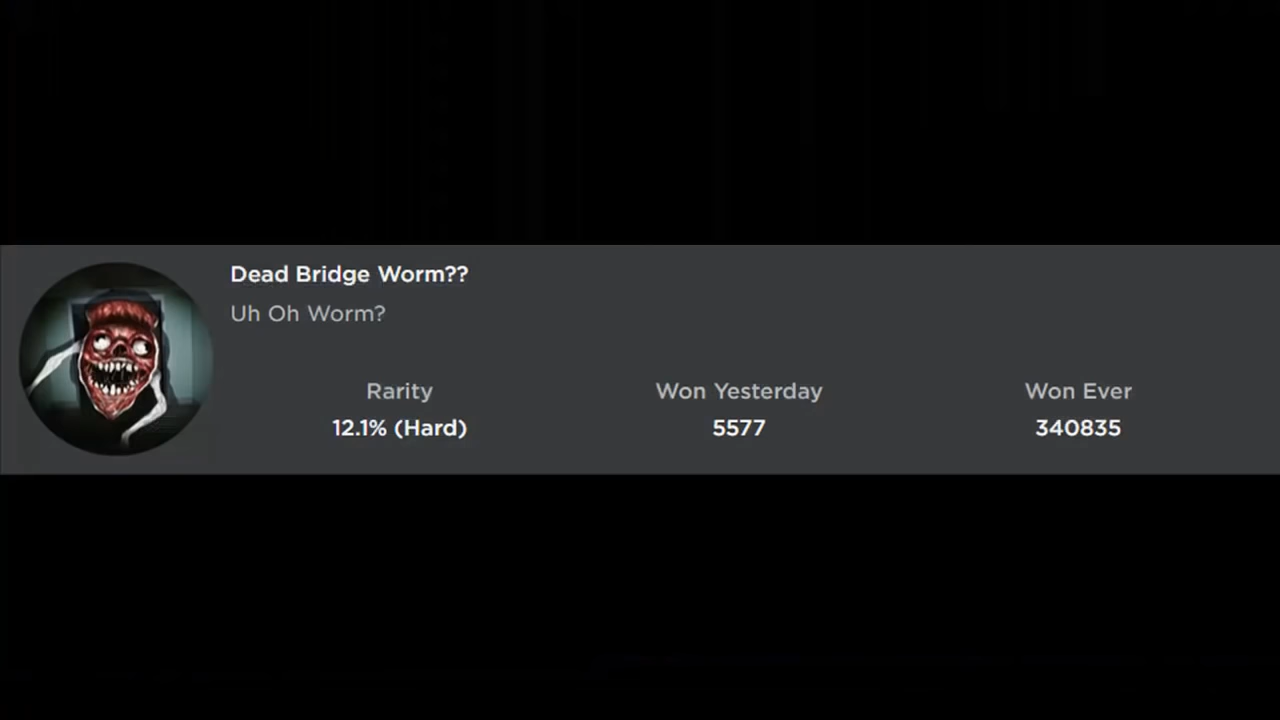 Dead Bridge Worm??
Uh Oh Worm?
Rarity Won Yesterday Won Ever
12.1% (Hard) 5577 340835